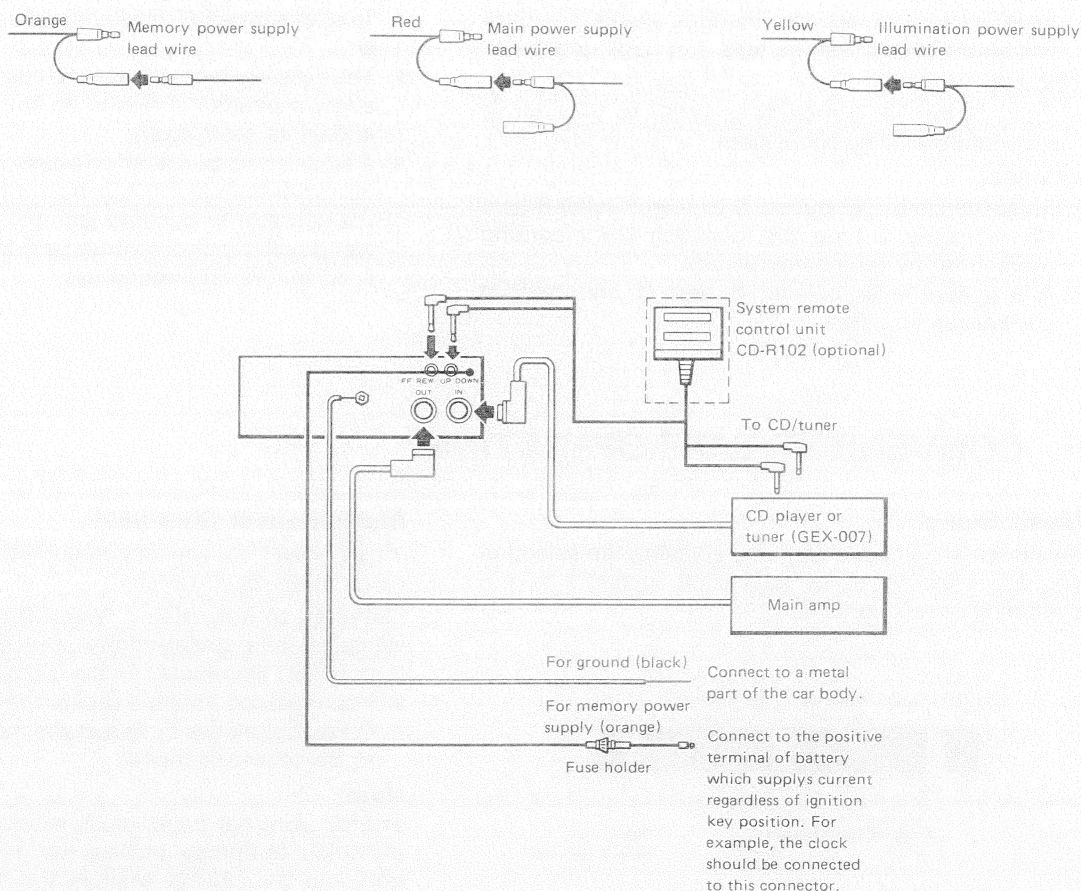 Orange
Memory power supply
lead wire
Red
Main power supply
lead wire
Yellow
Illumination power supply
lead wire
System remote
control unit
CD-R102 (optional)
FF REW UP DOWN
OUT IN
To CD/tuner
CD player or
tuner (GEX-007)
Main amp
For ground (black)
Connect to a metal
part of the car body.
For memory power
supply (orange)
Fuse holder
Connect to the positive
terminal of battery
which supplys current
regardless of ignition
key position. For
example, the clock
should be connected
to this connector.